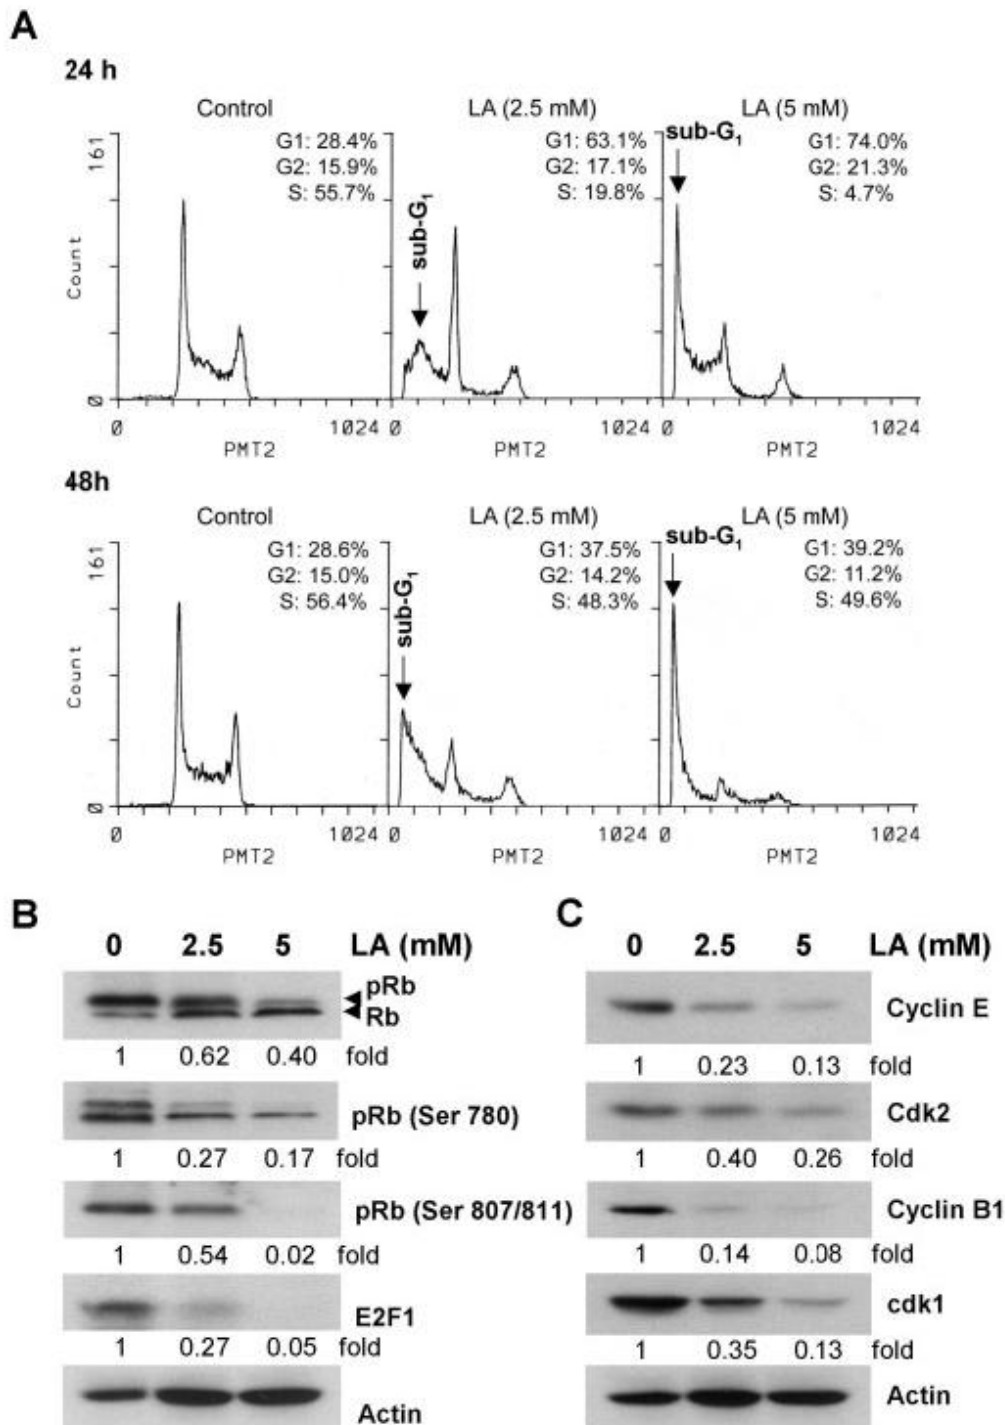 A
24 h
Control
G1: 28.4%
G2: 15.9%
S: 55.7%
161
Count
0
0 1024
PMT2
LA (2.5 mM)
G1: 63.1%
G2: 17.1%
S: 19.8%
sub-G1
0 1024
PMT2
LA (5 mM)
sub-G1
G1: 74.0%
G2: 21.3%
S: 4.7%
0 1024
PMT2
48h
Control
G1: 28.6%
G2: 15.0%
S: 56.4%
161
Count
0
0 1024
PMT2
LA (2.5 mM)
G1: 37.5%
G2: 14.2%
S: 48.3%
sub-G1
0 1024
PMT2
LA (5 mM)
sub-G1
G1: 39.2%
G2: 11.2%
S: 49.6%
0 1024
PMT2
B
0 2.5 5 LA (mM)
pRb
Rb
1 0.62 0.40 fold
pRb (Ser 780)
1 0.27 0.17 fold
pRb (Ser 807/811)
1 0.54 0.02 fold
E2F1
1 0.27 0.05 fold
Actin
C
0 2.5 5 LA (mM)
Cyclin E
1 0.23 0.13 fold
Cdk2
1 0.40 0.26 fold
Cyclin B1
1 0.14 0.08 fold
cdk1
1 0.35 0.13 fold
Actin